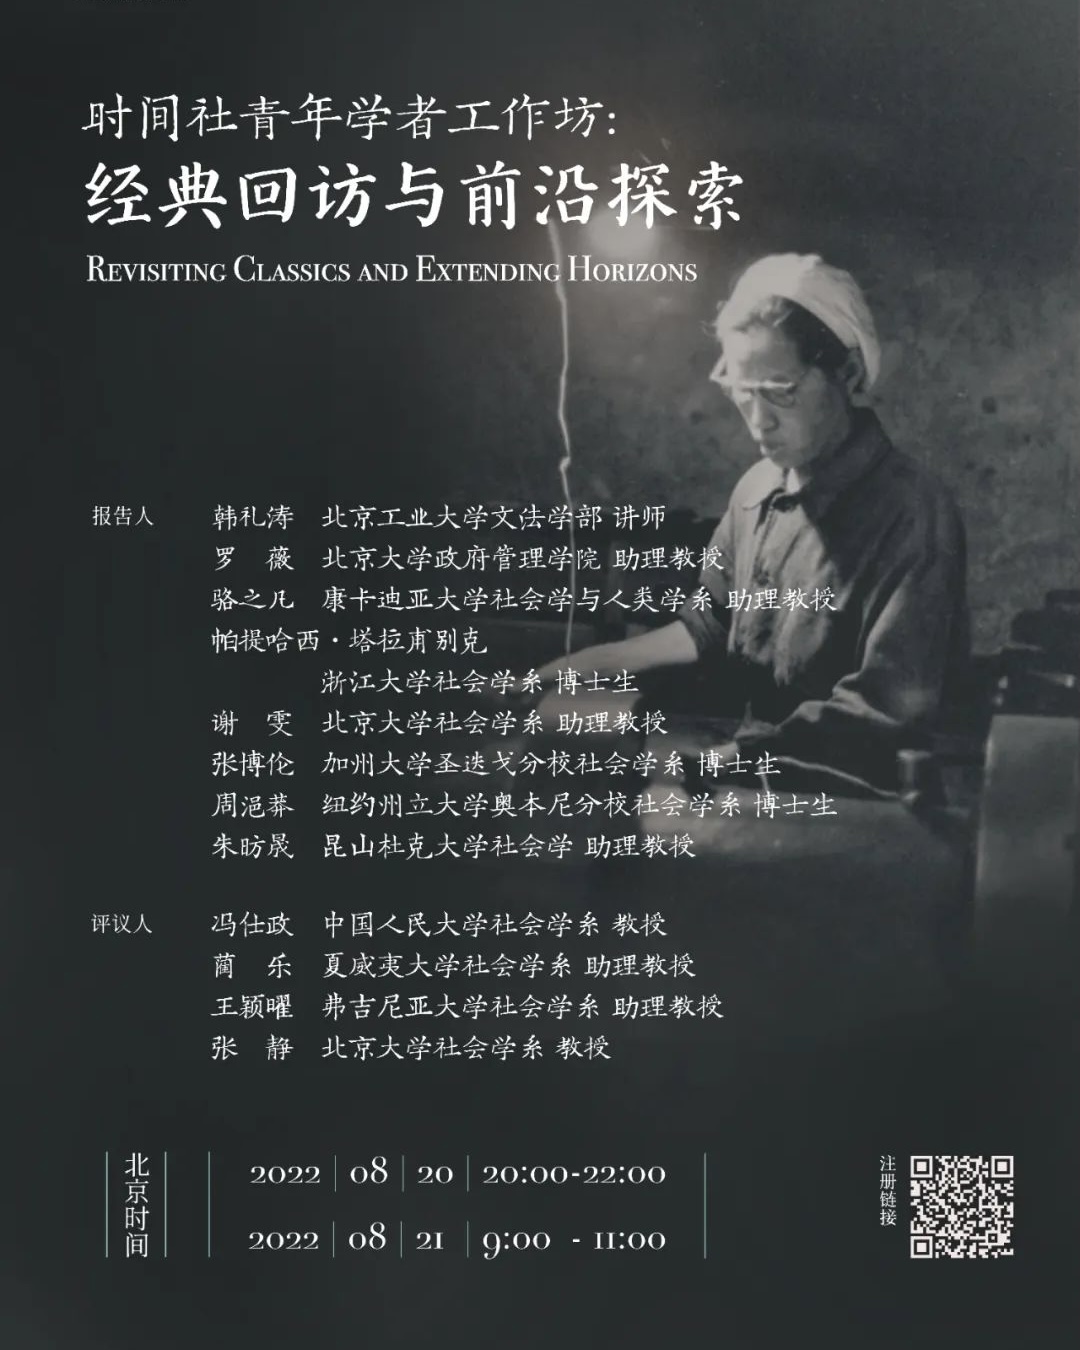 时间社青年学者工作坊:
经典回访与前沿探索
Revisiting Classics and Extending Horizons
报告人 韩礼涛 北京工业大学文法学部 讲师
罗 薇 北京大学政府管理学院 助理教授
骆之凡 康卡迪亚大学社会学与人类学系 助理教授
帕提哈西·塔拉甫别克
浙江大学社会学系 博士生
谢 雯 北京大学社会学系 助理教授
张博伦 加州大学圣迭戈分校社会学系 博士生
周浥莽 纽约州立大学奥本尼分校社会学系 博士生
朱昉晟 昆山杜克大学社会学 助理教授
评议人 冯仕政 中国人民大学社会学系 教授
蔺 乐 夏威夷大学社会学系 助理教授
王颖曜 弗吉尼亚大学社会学系 助理教授
张 静 北京大学社会学系 教授
北京时间
2022 | 08 | 20 | 20:00-22:00
2022 | 08 | 21 | 9:00 - 11:00
注册链接